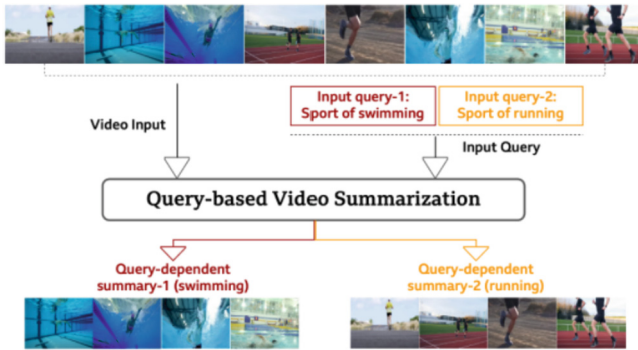 Input query-1:
Sport of swimming
Input query-2:
Sport of running
Video Input
Input Query
Query-based Video Summarization
Query-dependent
summary-1 (swimming)
Query-dependent
summary-2 (running)